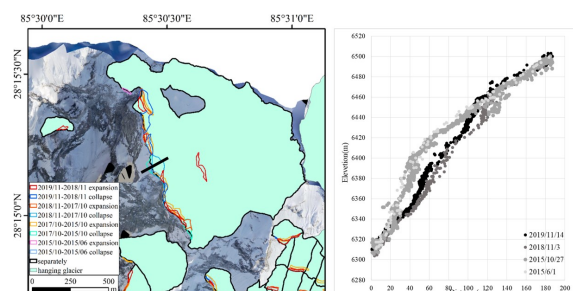 85°30'0"E 85°30'30"E 85°31'0"E
28°15'30"N
28°15'0"N
2019/11-2018/11 expansion
2019/11-2018/11 collapse
2018/11-2017/10 expansion
2018/11-2017/10 collapse
2017/10-2015/10 expansion
2017/10-2015/10 collapse
2015/10-2015/06 expansion
2015/10-2015/06 collapse
separately
hanging glacier
0 250 500
m
Elevetion(m)
6520
6500
6480
6460
6440
6420
6400
6380
6360
6340
6320
6300
6280
2019/11/14
2018/11/3
2015/10/27
2015/6/1
0 20 40 60 80 100 120 140 160 180 200